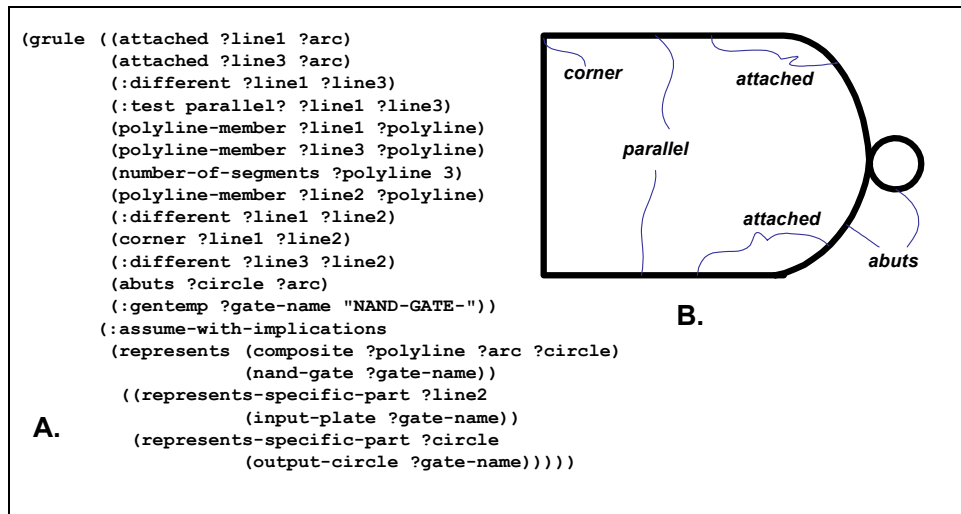 (grule ((attached ?line1 ?arc)
(attached ?line3 ?arc)
(:different ?line1 ?line3)
(:test parallel? ?line1 ?line3)
(polyline-member ?line1 ?polyline)
(polyline-member ?line3 ?polyline)
(number-of-segments ?polyline 3)
(polyline-member ?line2 ?polyline)
(:different ?line1 ?line2)
(corner ?line1 ?line2)
(:different ?line3 ?line2)
(abuts ?circle ?arc)
(:gentemp ?gate-name "NAND-GATE-"))
(:assume-with-implications
(represents (composite ?polyline ?arc ?circle)
(nand-gate ?gate-name))
((represents-specific-part ?line2
(input-plate ?gate-name))
(represents-specific-part ?circle
(output-circle ?gate-name)))))
A.
corner
attached
parallel
attached
abuts
B.